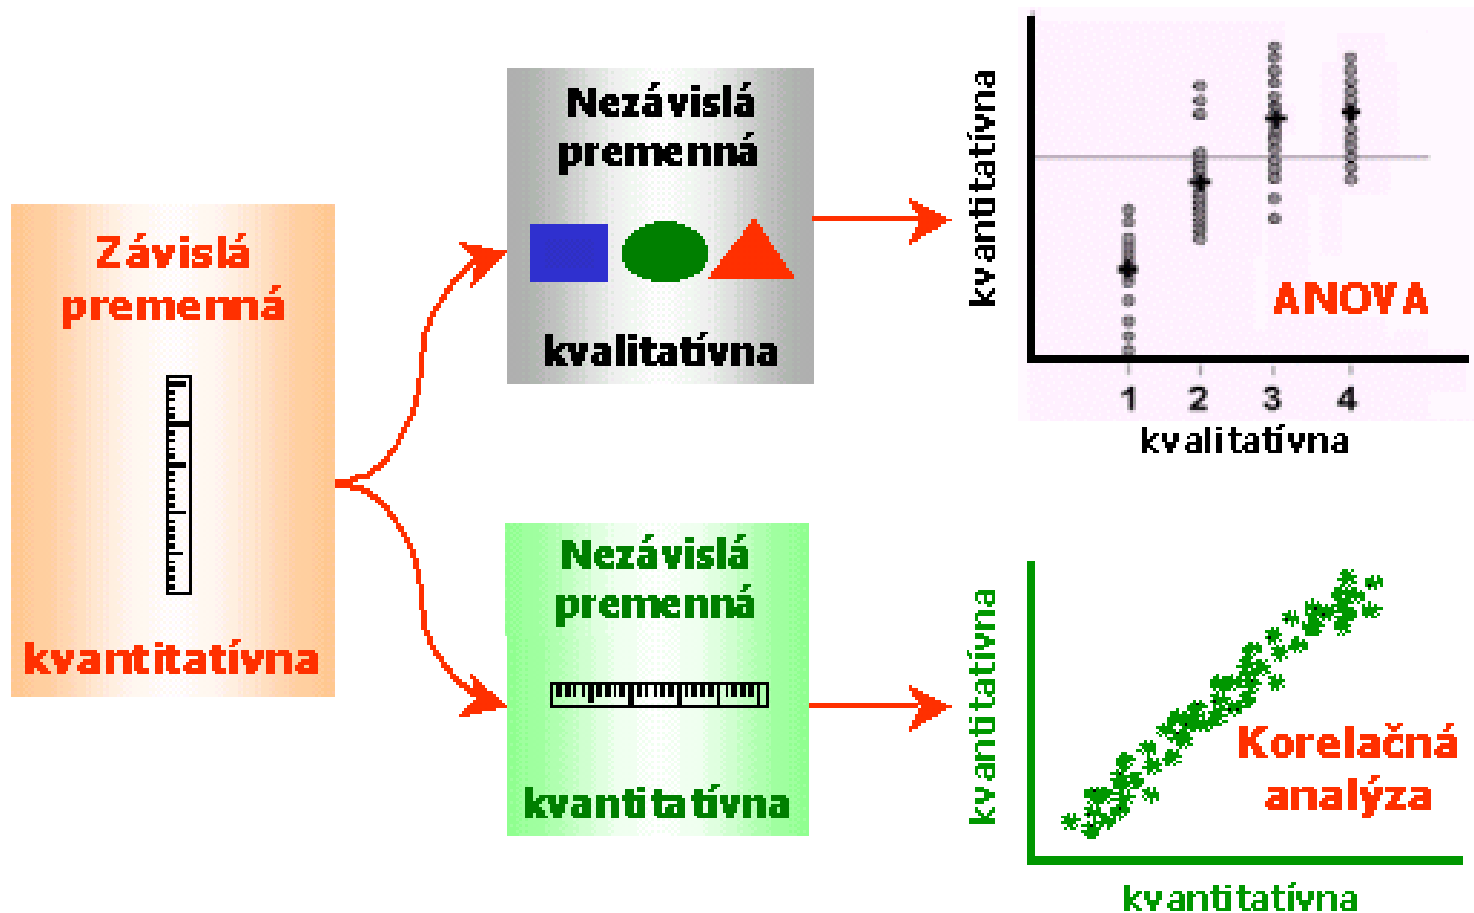 Závislá
premenná
kvantitatívna
Nezávislá
premenná
kvalitatívna
kvantitatívna
ANOVA
1 2 3 4
kvalitatívna
Nezávislá
premenná
kvantitatívna
kvantitatívna
Korelačná
analýza
kvantitatívna